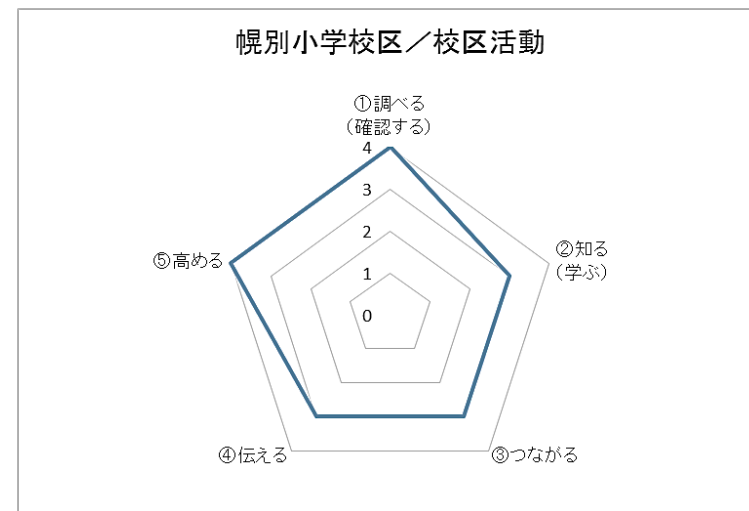 幌別小学校区／校区活動
①調べる
（確認する）
4
3
2
1
0
②知る
（学ぶ）
③つながる
④伝える
⑤高める